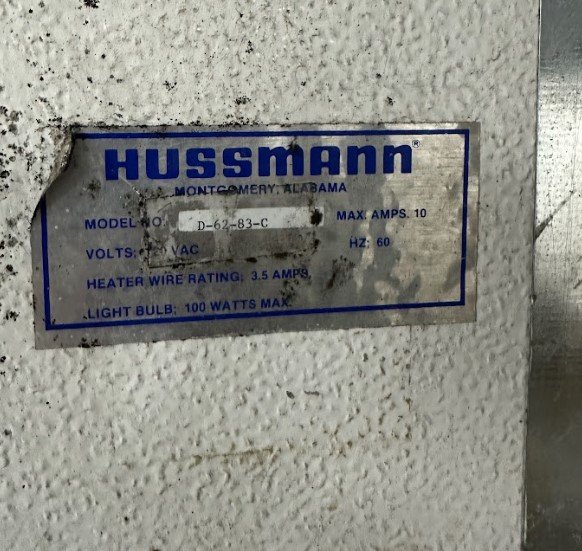 HUSSMANN®
MONTGOMERY, ALABAMA
MODEL NO. D-62-83-C MAX. AMPS. 10
VOLTS: VAC HZ: 60
HEATER WIRE RATING: 3.5 AMPS.
LIGHT BULB: 100 WATTS MAX.